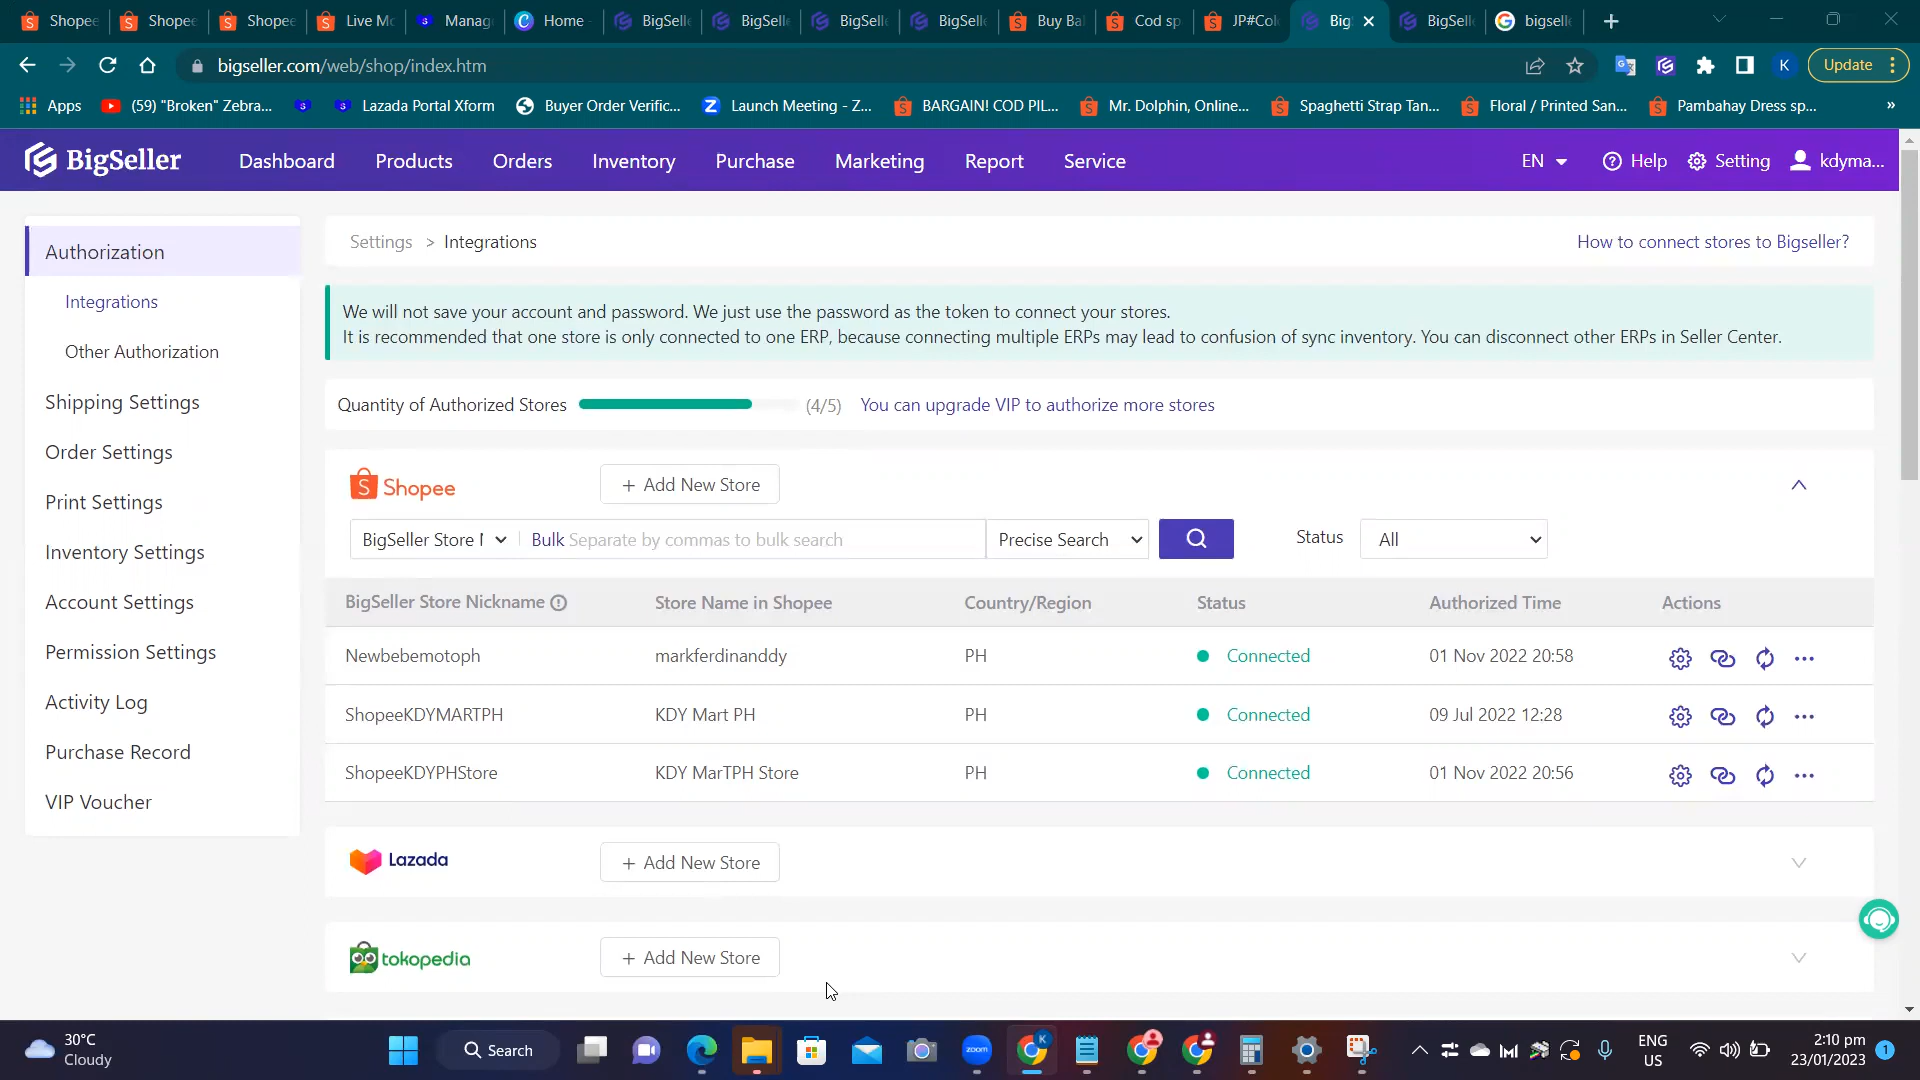 Shopee
Shopee
Shopee
Live Mo
Manag
Home
BigSelle
BigSelle
BigSelle
BigSelle
Buy Bal
Cod sp
JP#Colo
Big
BigSelle
bigselle
bigseller.com/web/shop/index.htm
K
Update
Apps
(59) "Broken" Zebra...
Lazada Portal Xform
Buyer Order Verific...
Launch Meeting - Z...
BARGAIN! COD PIL...
Mr. Dolphin, Online...
Spaghetti Strap Tan...
Floral / Printed San...
Pambahay Dress sp...
»
BigSeller
Dashboard
Products
Orders
Inventory
Purchase
Marketing
Report
Service
EN
Help
Setting
kdyma...
Authorization
Integrations
Other Authorization
Shipping Settings
Order Settings
Print Settings
Inventory Settings
Account Settings
Permission Settings
Activity Log
Purchase Record
VIP Voucher
Settings > Integrations
How to connect stores to Bigseller?
We will not save your account and password. We just use the password as the token to connect your stores.
It is recommended that one store is only connected to one ERP, because connecting multiple ERPs may lead to confusion of sync inventory. You can disconnect other ERPs in Seller Center.
Quantity of Authorized Stores (4/5) You can upgrade VIP to authorize more stores
Shopee
+ Add New Store
BigSeller Store N
Bulk Separate by commas to bulk search
Precise Search
Status
All
BigSeller Store Nickname Store Name in Shopee Country/Region Status Authorized Time Actions
Newbebemotoph markferdinanddy PH Connected 01 Nov 2022 20:58
ShopeeKDYMARTPH KDY Mart PH PH Connected 09 Jul 2022 12:28
ShopeeKDYPHStore KDY MarTPH Store PH Connected 01 Nov 2022 20:56
Lazada
+ Add New Store
tokopedia
+ Add New Store
30°C
Cloudy
Search
zoom
K
ENG
US
2:10 pm
23/01/2023
1